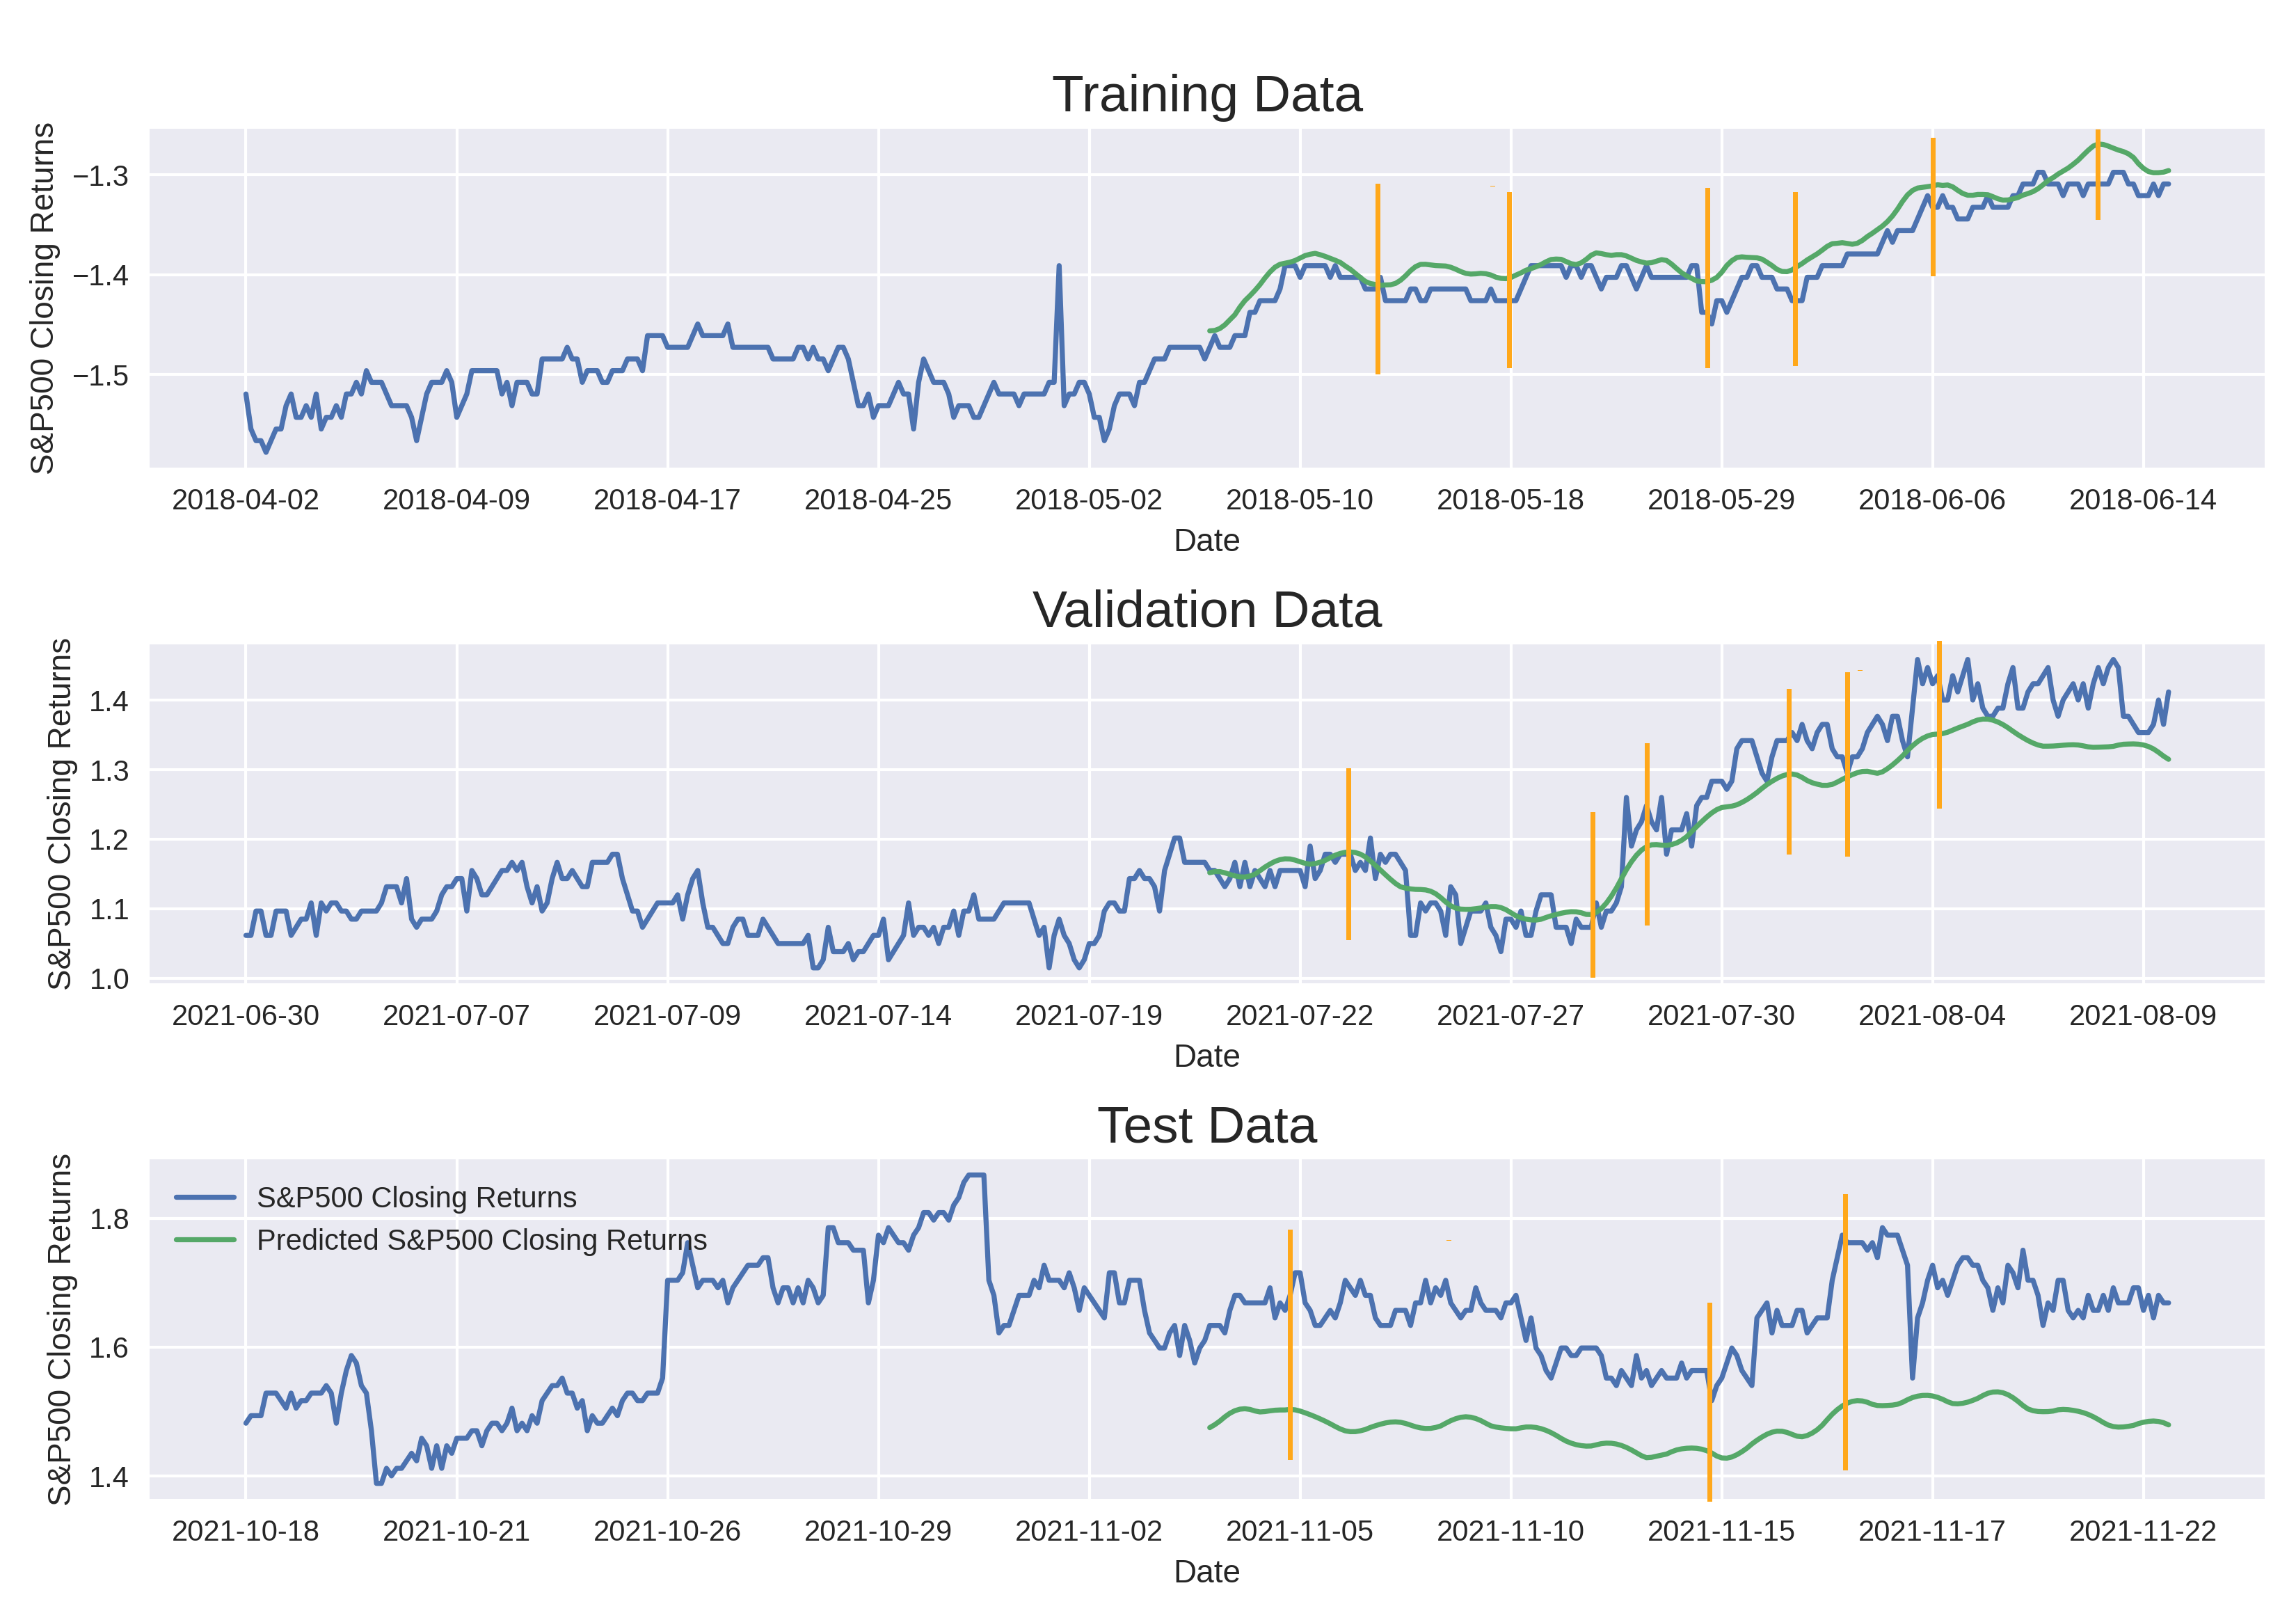 Training Data
S&P500 Closing Returns
−1.3
−1.4
−1.5
2018-04-02 2018-04-09 2018-04-17 2018-04-25 2018-05-02 2018-05-10 2018-05-18 2018-05-29 2018-06-06 2018-06-14
Date
Validation Data
S&P500 Closing Returns
1.4
1.3
1.2
1.1
1.0
2021-06-30 2021-07-07 2021-07-09 2021-07-14 2021-07-19 2021-07-22 2021-07-27 2021-07-30 2021-08-04 2021-08-09
Date
Test Data
S&P500 Closing Returns
1.8
1.6
1.4
S&P500 Closing Returns
Predicted S&P500 Closing Returns
2021-10-18 2021-10-21 2021-10-26 2021-10-29 2021-11-02 2021-11-05 2021-11-10 2021-11-15 2021-11-17 2021-11-22
Date